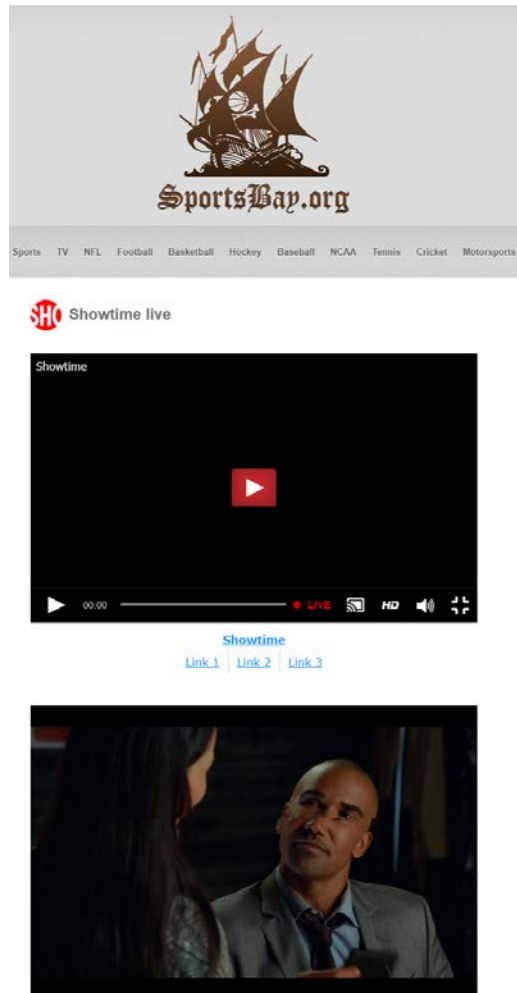 SportsBay.org
Sports TV NFL Football Basketball Hockey Baseball NCAA Tennis Cricket Motorsports
SHO Showtime live
Showtime
00:00 LIVE HD
Showtime
Link 1 Link 2 Link 3